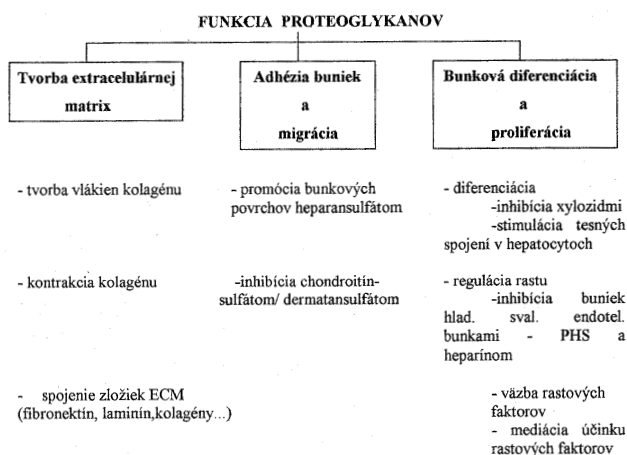 FUNKCIA PROTEOGLYKANOV
Tvorba extracelulárnej
matrix
Adhézia buniek
a
migrácia
Bunková diferenciácia
a
proliferácia
- tvorba vlákien kolagénu
- kontrakcia kolagénu
- spojenie zložiek ECM
(fibronektín, laminín,kolagény...)
- promócia bunkových
povrchov heparansulfátom
-inhibícia chondroitín-
sulfátom/ dermatansulfátom
- diferenciácia
-inhibícia xylozidmi
-stimulácia tesných
spojení v hepatocytoch
- regulácia rastu
-inhibícia buniek
hlad. sval. endotel.
bunkami - PHS a
heparínom
- väzba rastových
faktorov
- mediácia účinku
rastových faktorov